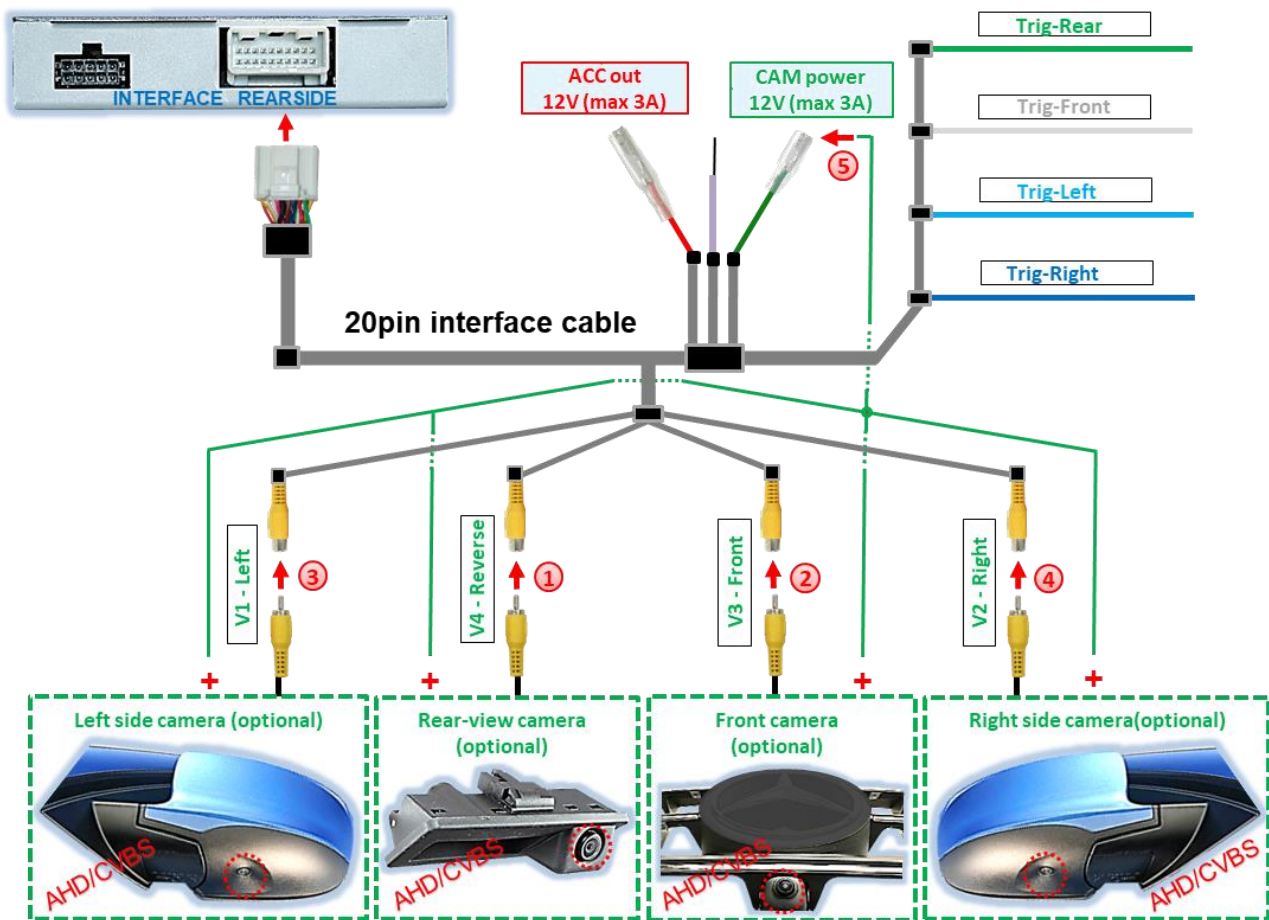 INTERFACE REARSIDE
ACC out
12V (max 3A)
CAM power
12V (max 3A)
Trig-Rear
Trig-Front
Trig-Left
Trig-Right
5
20pin interface cable
V1 - Left
3
V4 - Reverse
1
V3 - Front
2
V2 - Right
4
+
+
+
+
Left side camera (optional)
AHD/CVBS
Rear-view camera
(optional)
AHD/CVBS
Front camera
(optional)
AHD/CVBS
Right side camera(optional)
AHD/CVBS